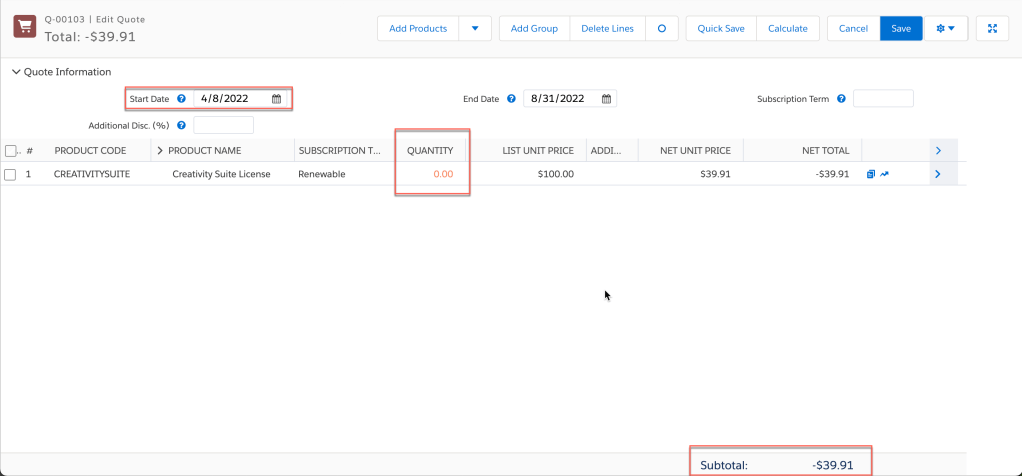 Q-00103 | Edit Quote
Total: -$39.91
Add Products
Add Group
Delete Lines
Quick Save
Calculate
Cancel
Save
Quote Information
Start Date ? 4/8/2022
End Date ? 8/31/2022
Subscription Term ?
Additional Disc. (%) ?
.. # PRODUCT CODE PRODUCT NAME SUBSCRIPTION T... QUANTITY LIST UNIT PRICE ADDI... NET UNIT PRICE NET TOTAL
1 CREATIVITYSUITE Creativity Suite License Renewable 0.00 $100.00 $39.91 -$39.91
Subtotal: -$39.91